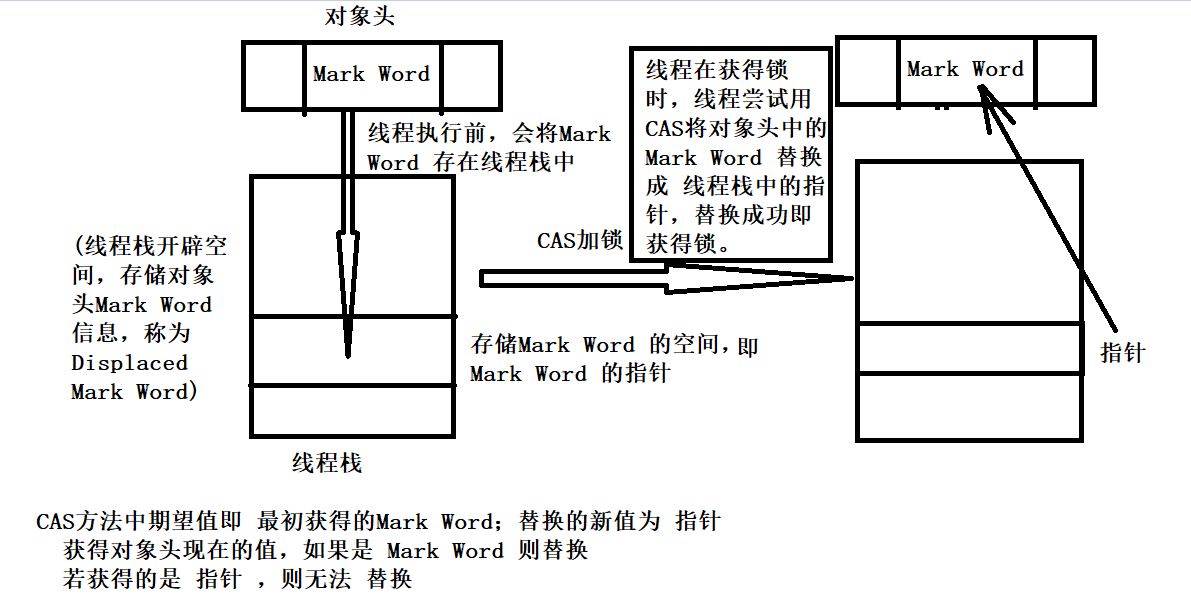 对象头
Mark Word
线程执行前，会将Mark
Word 存在线程栈中
(线程栈开辟空
间，存储对象
头Mark Word
信息，称为
Displaced
Mark Word)
线程栈
存储Mark Word 的空间，即
Mark Word 的指针
CAS加锁
线程在获得锁
时，线程尝试用
CAS将对象头中的
Mark Word 替换
成 线程栈中的指
针，替换成功即
获得锁。
Mark Word
指针
CAS方法中期望值即 最初获得的Mark Word；替换的新值为 指针
获得对象头现在的值，如果是 Mark Word 则替换
若获得的是 指针 ，则无法 替换